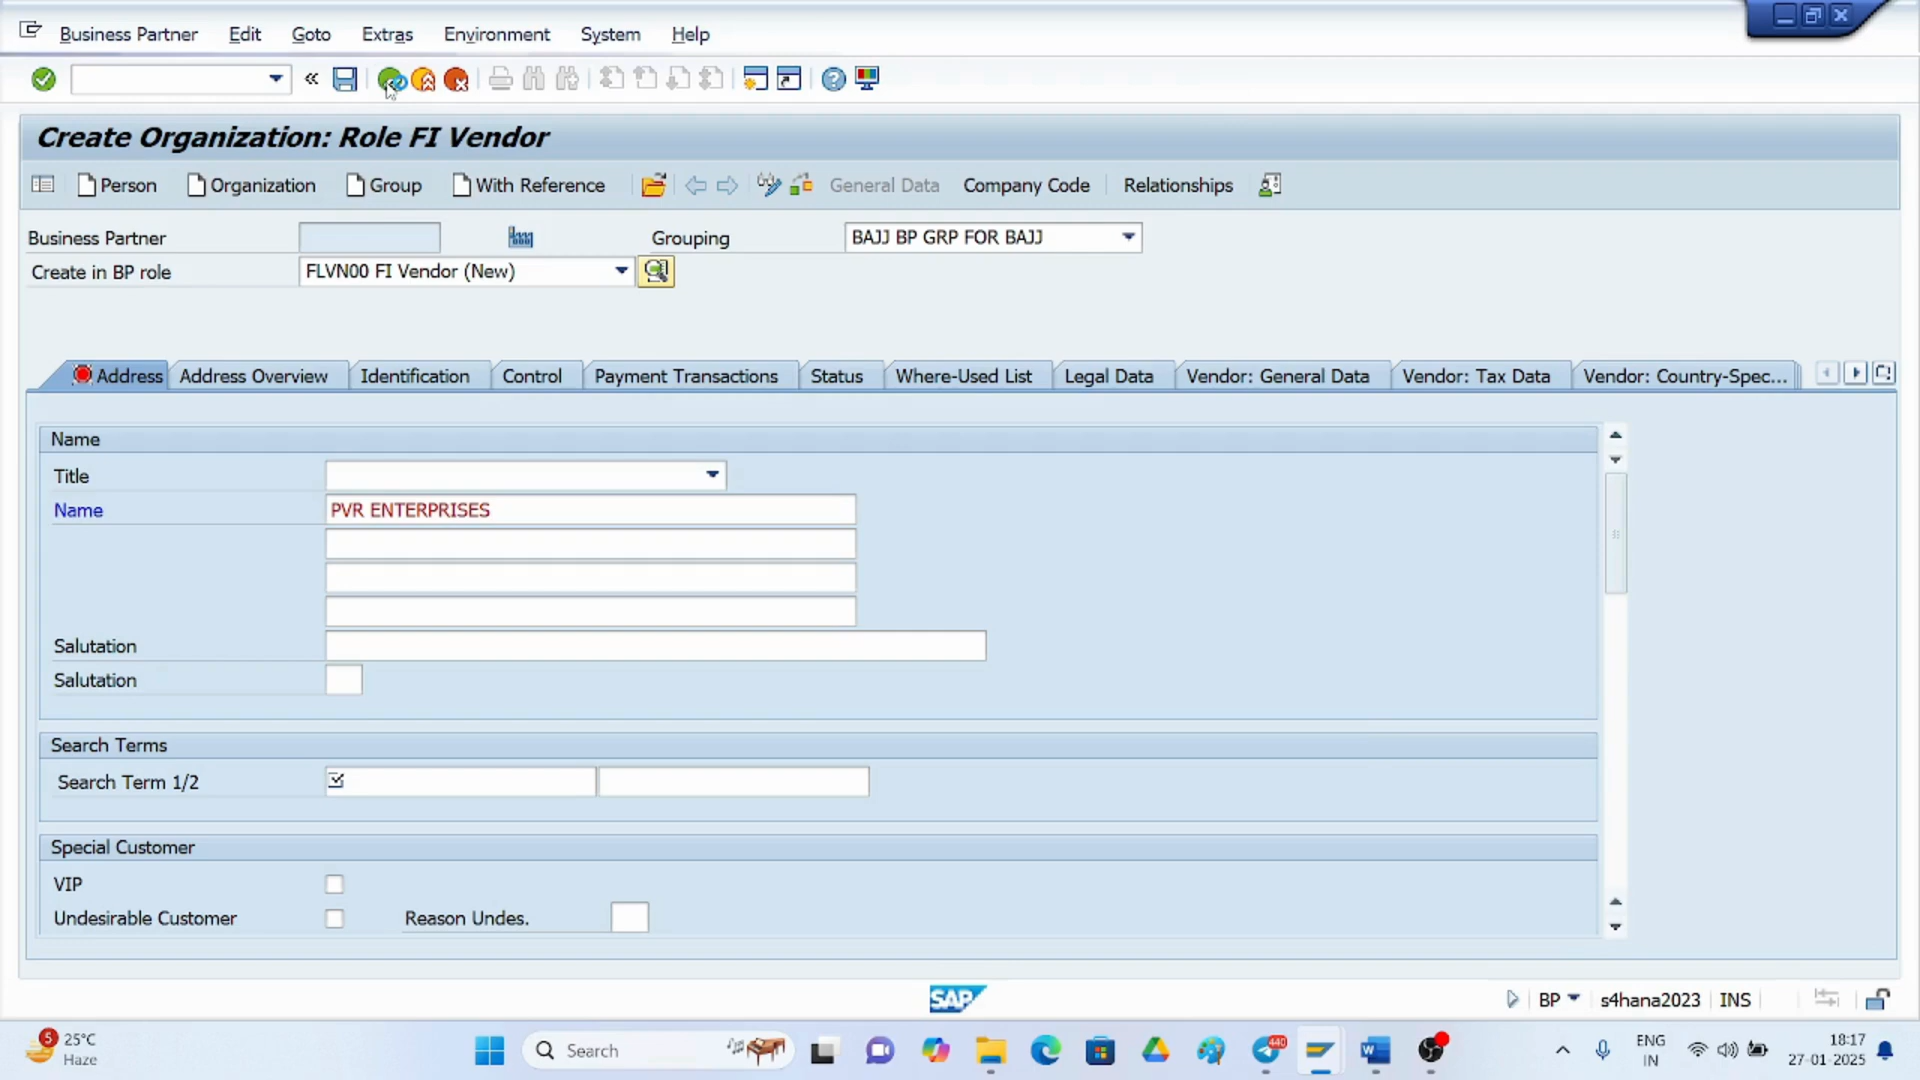 Business Partner Edit Goto Extras Environment System Help
Create Organization: Role FI Vendor
Person Organization Group With Reference General Data Company Code Relationships
Business Partner Grouping BAJJ BP GRP FOR BAJJ
Create in BP role FLVN00 FI Vendor (New)
Address Address Overview Identification Control Payment Transactions Status Where-Used List Legal Data Vendor: General Data Vendor: Tax Data Vendor: Country-Spec...
Name
Title
Name PVR ENTERPRISES
Salutation
Salutation
Search Terms
Search Term 1/2
Special Customer
VIP
Undesirable Customer Reason Undes.
SAP BP s4hana2023 INS
5 25°C Haze
Search
440
ENG IN
18:17
27-01-2025